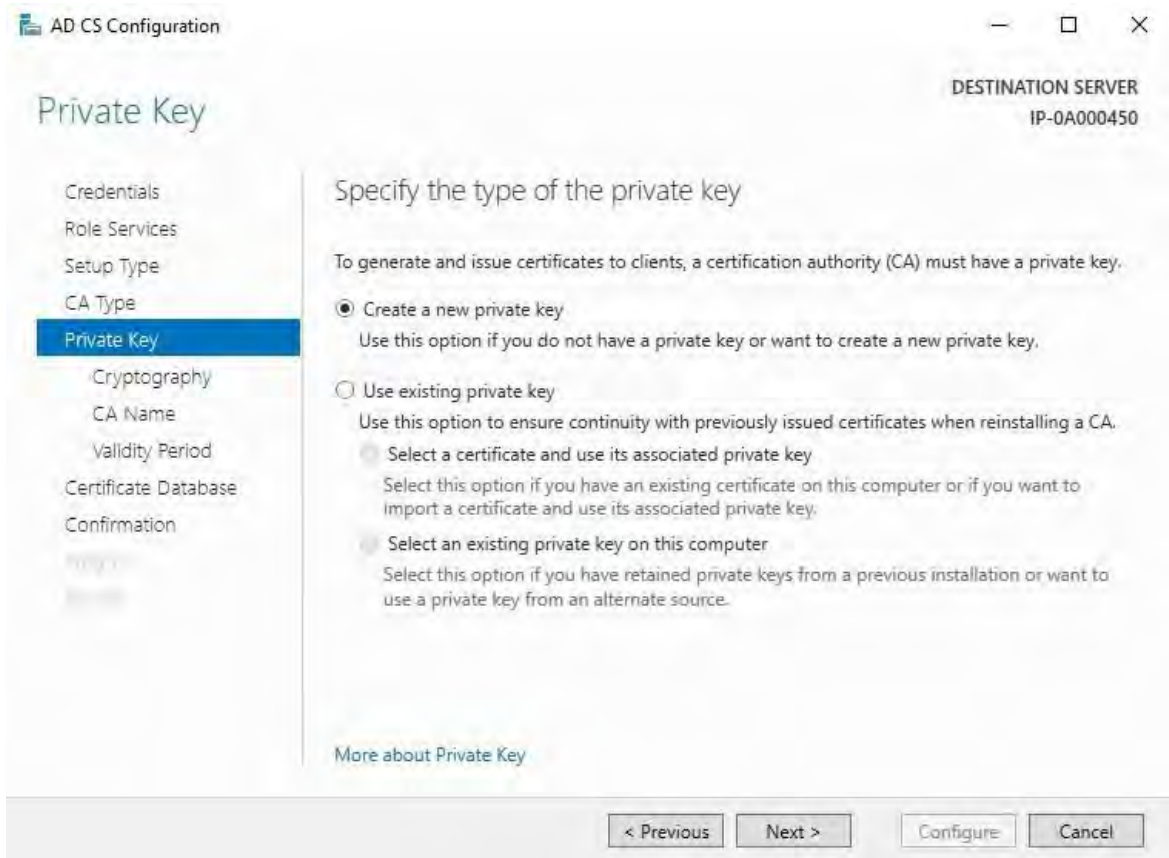 AD CS Configuration
Private Key
DESTINATION SERVER
IP-0A000450
Credentials
Role Services
Setup Type
CA Type
Private Key
Cryptography
CA Name
Validity Period
Certificate Database
Confirmation
Specify the type of the private key
To generate and issue certificates to clients, a certification authority (CA) must have a private key.
Create a new private key
Use this option if you do not have a private key or want to create a new private key.
Use existing private key
Use this option to ensure continuity with previously issued certificates when reinstalling a CA.
Select a certificate and use its associated private key
Select this option if you have an existing certificate on this computer or if you want to
import a certificate and use its associated private key.
Select an existing private key on this computer
Select this option if you have retained private keys from a previous installation or want to
use a private key from an alternate source.
More about Private Key
< Previous
Next >
Configure
Cancel